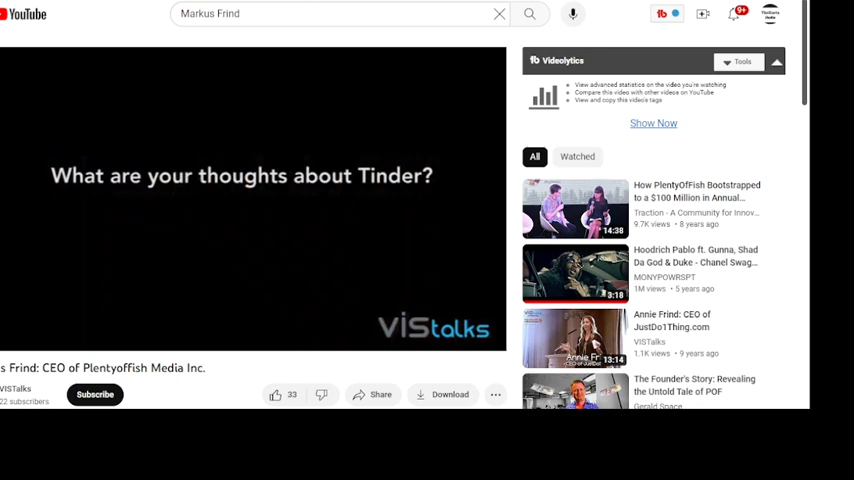 YouTube
Markus Frind
9+
Videolytics
Tools
View advanced statistics on the video you're watching
Compare this video with other videos on YouTube
View and copy this video's tags
Show Now
What are your thoughts about Tinder?
vistalks
All
Watched
How PlentyOfFish Bootstrapped
to a $100 Million in Annual...
Traction - A Community for Innov...
9.7K views • 8 years ago
14:38
Hoodrich Pablo ft. Gunna, Shad
Da God & Duke - Chanel Swag...
MONYPOWRSPT
1M views • 5 years ago
3:18
Annie Frind: CEO of
JustDo1Thing.com
VISTalks
1.1K views • 9 years ago
13:14
The Founder's Story: Revealing
the Untold Tale of POF
Gerald Space
s Frind: CEO of Plentyoffish Media Inc.
VISTalks
22 subscribers
Subscribe
33
Share
Download